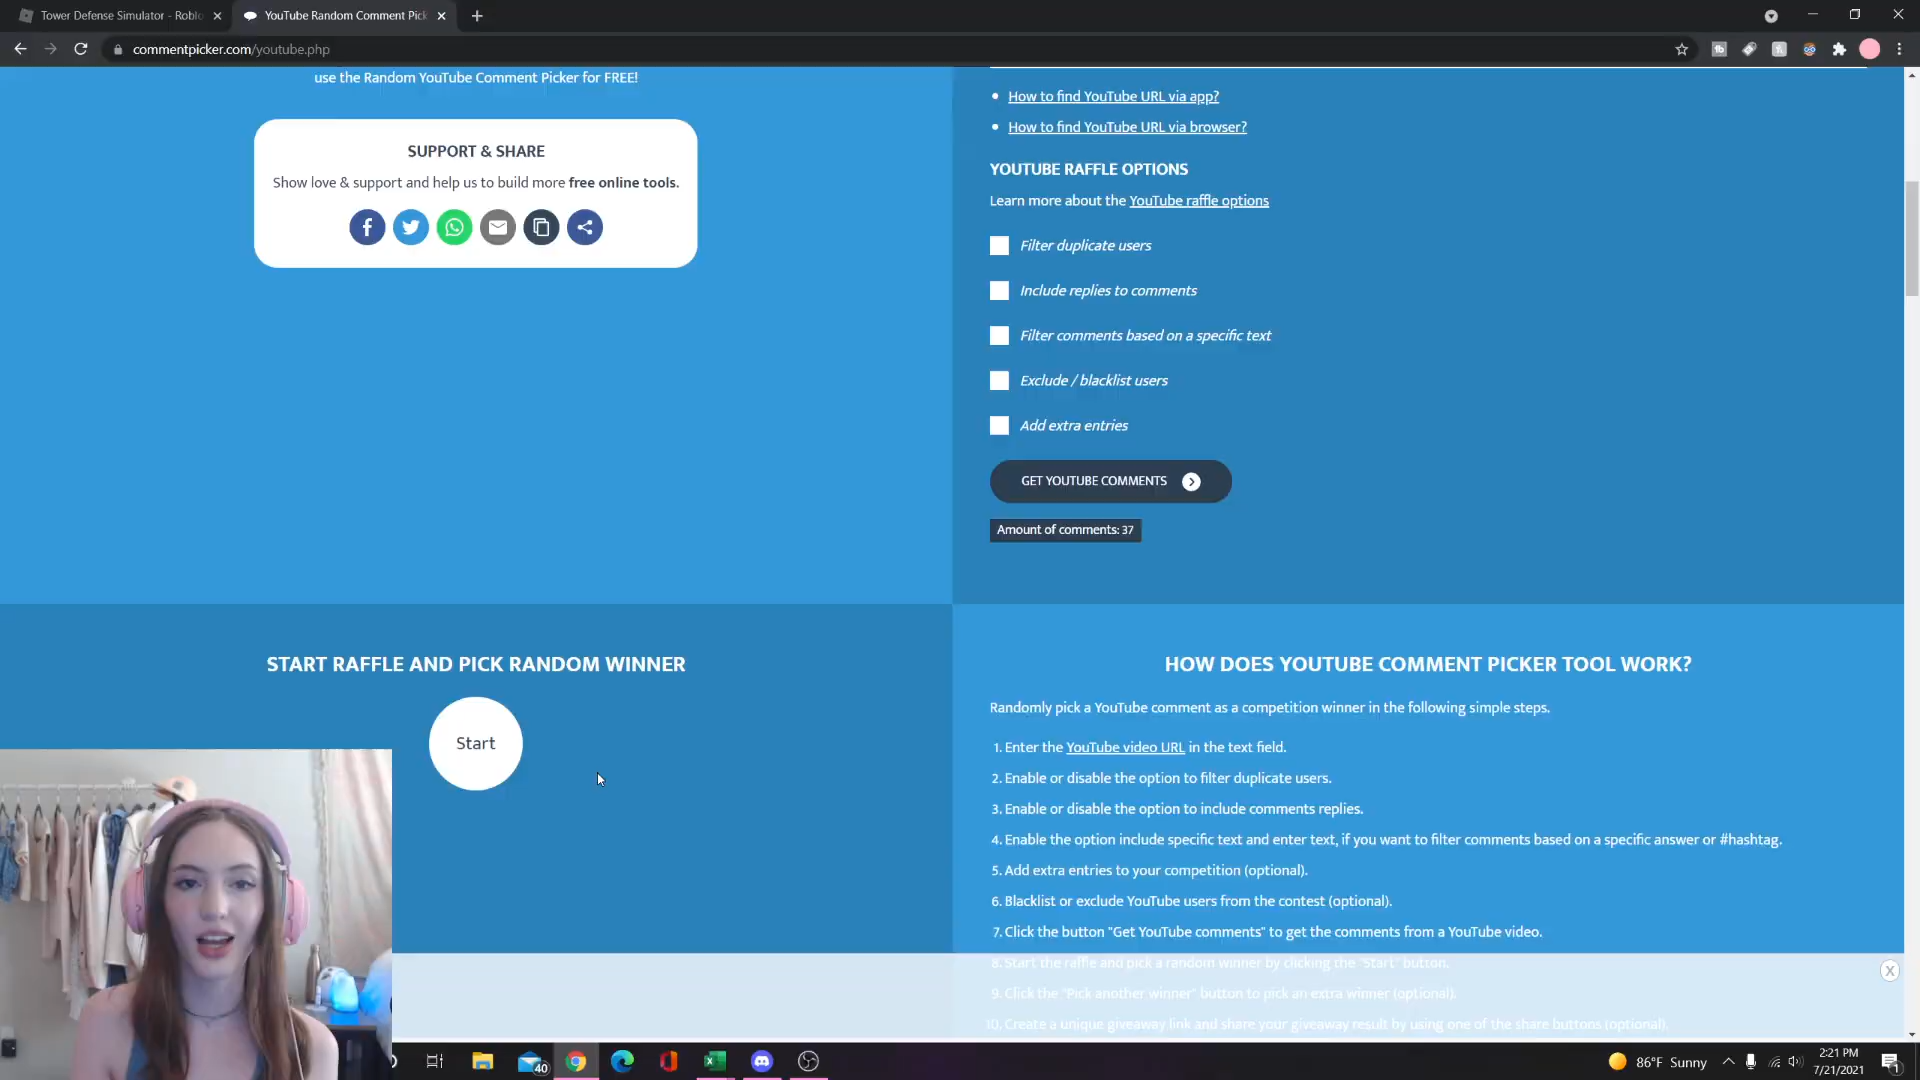 Tower Defense Simulator - Roblo
YouTube Random Comment Pick
commentpicker.com/youtube.php
use the Random YouTube Comment Picker for FREE!
SUPPORT & SHARE
Show love & support and help us to build more free online tools.
How to find YouTube URL via app?
How to find YouTube URL via browser?
YOUTUBE RAFFLE OPTIONS
Learn more about the YouTube raffle options
Filter duplicate users
Include replies to comments
Filter comments based on a specific text
Exclude / blacklist users
Add extra entries
GET YOUTUBE COMMENTS
Amount of comments: 37
START RAFFLE AND PICK RANDOM WINNER
Start
HOW DOES YOUTUBE COMMENT PICKER TOOL WORK?
Randomly pick a YouTube comment as a competition winner in the following simple steps.
1. Enter the YouTube video URL in the text field.
2. Enable or disable the option to filter duplicate users.
3. Enable or disable the option to include comments replies.
4. Enable the option include specific text and enter text, if you want to filter comments based on a specific answer or #hashtag.
5. Add extra entries to your competition (optional).
6. Blacklist or exclude YouTube users from the contest (optional).
7. Click the button "Get YouTube comments" to get the comments from a YouTube video.
8. Start the raffle and pick a random winner by clicking the "Start" button.
9. Click the "Pick another winner" button to pick an extra winner (optional).
10. Create a unique giveaway link and share your giveaway result by using one of the share buttons (optional).
X
40
86°F Sunny
2:21 PM
7/21/2021
1